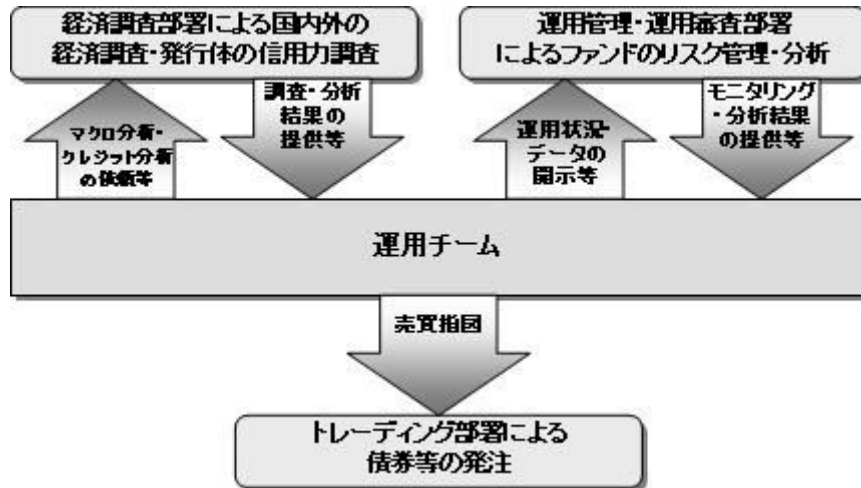 経済調査部署による国内外の
経済調査・発行体の信用力調査
運用管理・運用審査部署
によるファンドのリスク管理・分析
マクロ分析・
クレジット分析
の依頼等
調査・分析
結果の
提供等
運用状況・
データの
開示等
モニタリング
・分析結果
の提供等
運用チーム
売買指図
トレーディング部署による
債券等の発注